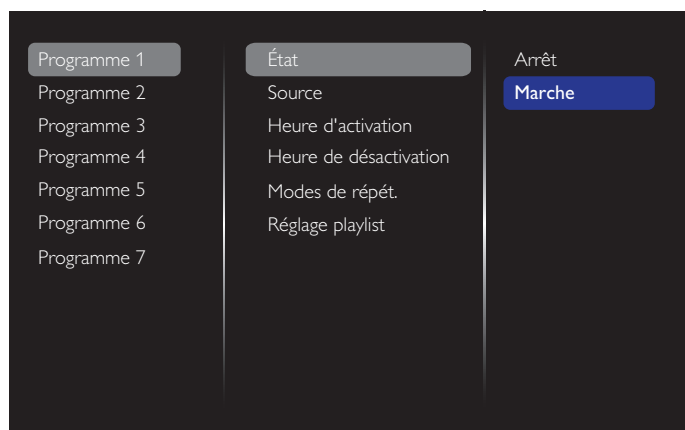 Programme 1
Programme 2
Programme 3
Programme 4
Programme 5
Programme 6
Programme 7
État
Source
Heure d'activation
Heure de désactivation
Modes de répét.
Réglage playlist
Arrêt
Marche